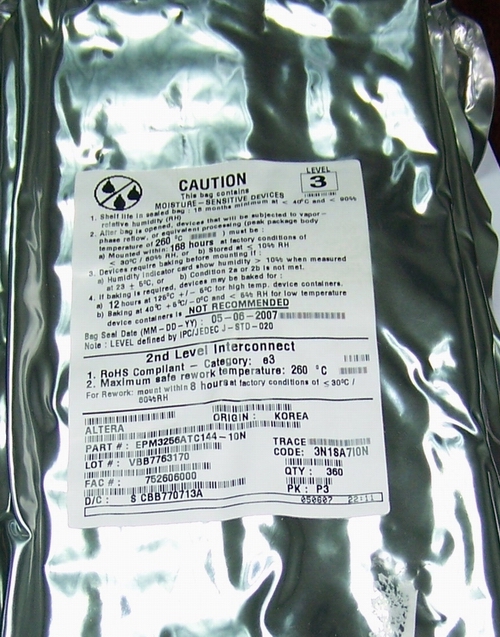 CAUTION
LEVEL
3
This bag contains
MOISTURE-SENSITIVE DEVICES
1. Shelf life in sealed bag : 18 months minimum at < 40°C and < 90%
relative humidity (RH)
2. After bag is opened, devices that will be subjected to vapor-
phase reflow, or equivalent processing (peak package body
temperature of 260 °C ) must be :
a) Mounted within 168 hours at factory conditions of
≤ 30°C / 60% RH, or b) Stored at ≤ 10% RH
3. Devices require baking before mounting if :
a) Humidity indicator card show humidity > 10% when measured
at 23 ± 5°C, or b) Condition 2a or 2b is not met.
4. If baking is required, devices may be baked for :
a) 12 hours at 125°C +/- 5°C for high temp. device containers.
b) Baking at 40°C + 5°C/-0°C and < 5% RH for low temperature
device containers is NOT RECOMMENDED
Bag Seal Date (MM-DD-YY): 05-06-2007
Note : LEVEL defined by IPC/JEDEC J-STD-020
2nd Level Interconnect
1. RoHS Compliant - Category: e3
2. Maximum safe rework temperature: 260 °C
For Rework: mount within 8 hours at factory conditions of ≤30°C /
60%RH
ORIGIN : KOREA
ALTERA
PART# : EPM3256ATC144-10N
TRACE
CODE: 3N18A7I0N
LOT# : VBB7763170
QTY : 360
FAC# : 752606000
PK : P3
D/C: S CBB770713A
050807 22:11